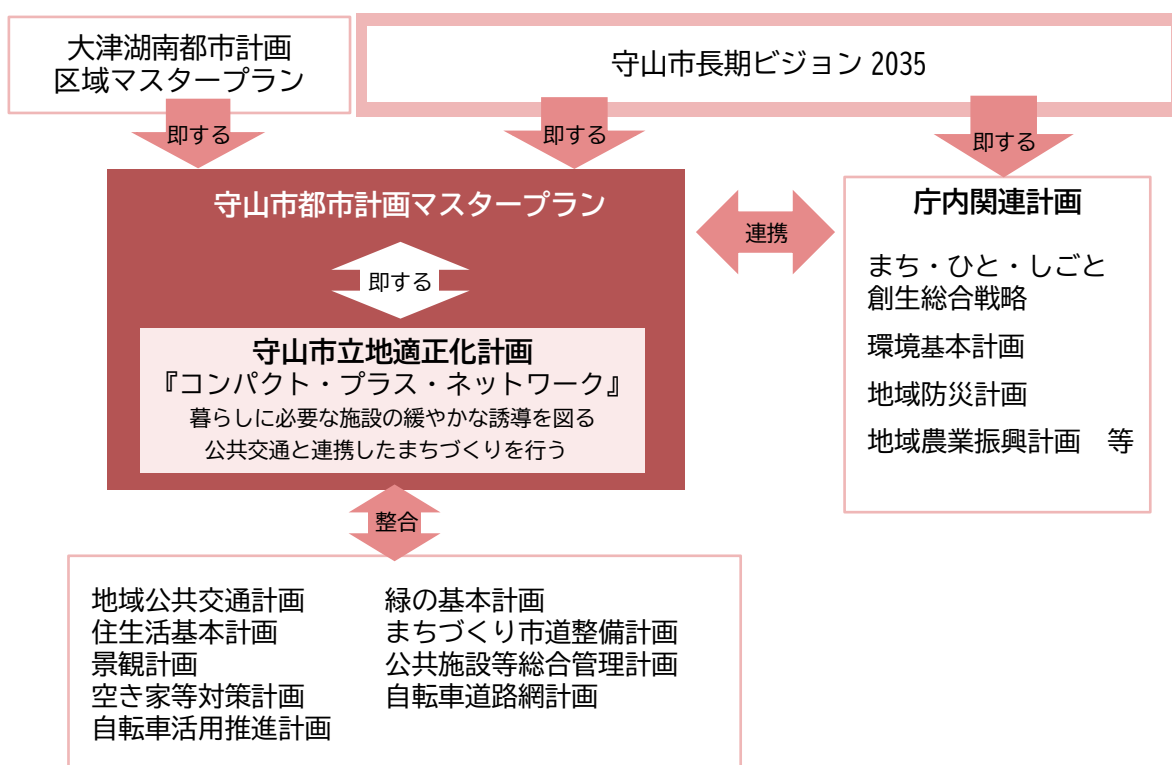 大津湖南都市計画
区域マスタープラン
守山市長期ビジョン 2035
即する
即する
即する
守山市都市計画マスタープラン
即する
守山市立地適正化計画
『コンパクト・プラス・ネットワーク』
暮らしに必要な施設の緩やかな誘導を図る
公共交通と連携したまちづくりを行う
連携
庁内関連計画
まち・ひと・しごと
創生総合戦略
環境基本計画
地域防災計画
地域農業振興計画　等
整合
地域公共交通計画
住生活基本計画
景観計画
空き家等対策計画
自転車活用推進計画
緑の基本計画
まちづくり市道整備計画
公共施設等総合管理計画
自転車道路網計画